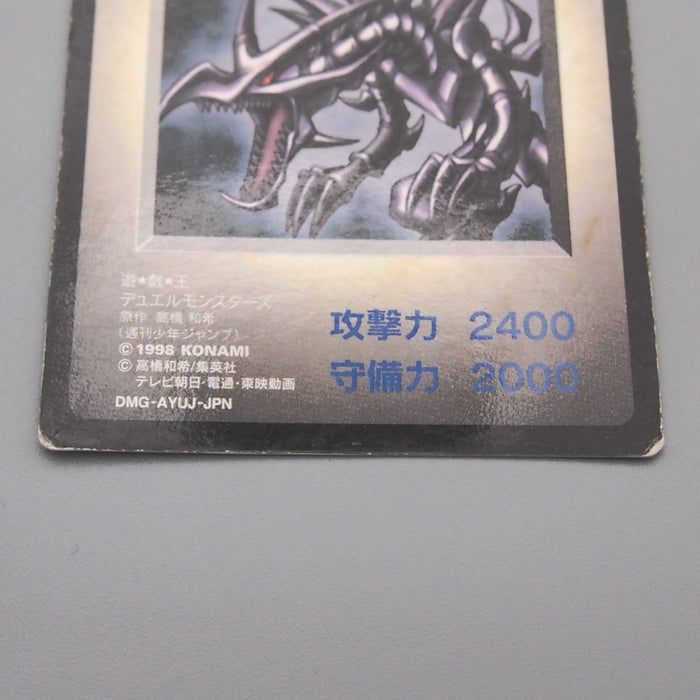 遊★戯★王
デュエルモンスターズ
原作 高橋 和希
(週刊少年ジャンプ)
© 1998 KONAMI
© 高橋和希/集英社
テレビ朝日・電通・東映動画
DMG-AYUJ-JPN
攻撃力 2400
守備力 2000